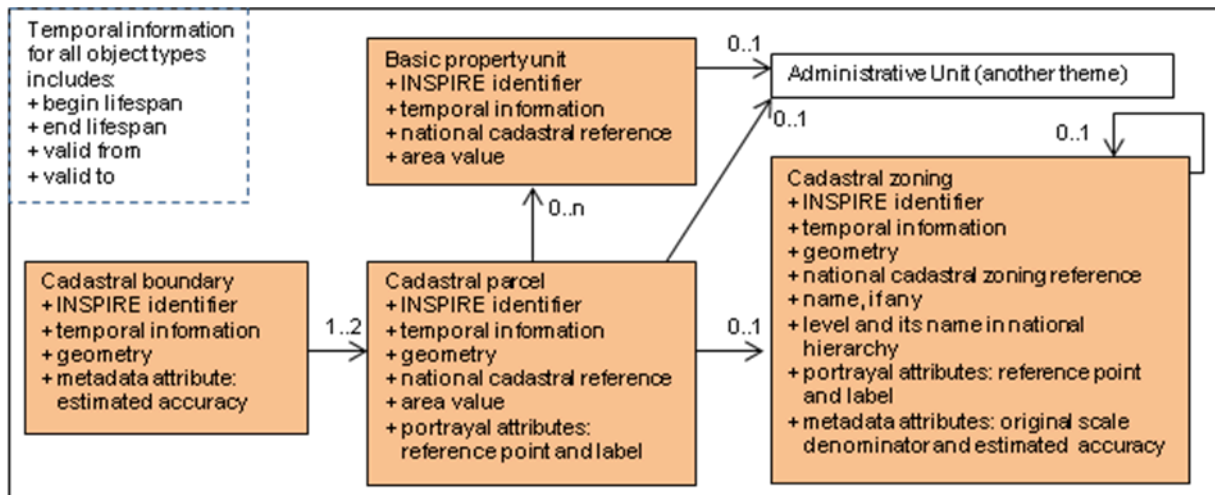 Temporal information
for all object types
includes:
+ begin lifespan
+ end lifespan
+ valid from
+ valid to
Basic property unit
+ INSPIRE identifier
+ temporal information
+ national cadastral reference
+ area value
0..1
Administrative Unit (another theme)
0..1
0..1
0..n
Cadastral boundary
+ INSPIRE identifier
+ temporal information
+ geometry
+ metadata attribute:
estimated accuracy
1..2
Cadastral parcel
+ INSPIRE identifier
+ temporal information
+ geometry
+ national cadastral reference
+ area value
+ portrayal attributes:
reference point and label
0..1
Cadastral zoning
+ INSPIRE identifier
+ temporal information
+ geometry
+ national cadastral zoning reference
+ name, if any
+ level and its name in national
hierarchy
+ portrayal attributes: reference point
and label
+ metadata attributes: original scale
denominator and estimated accuracy